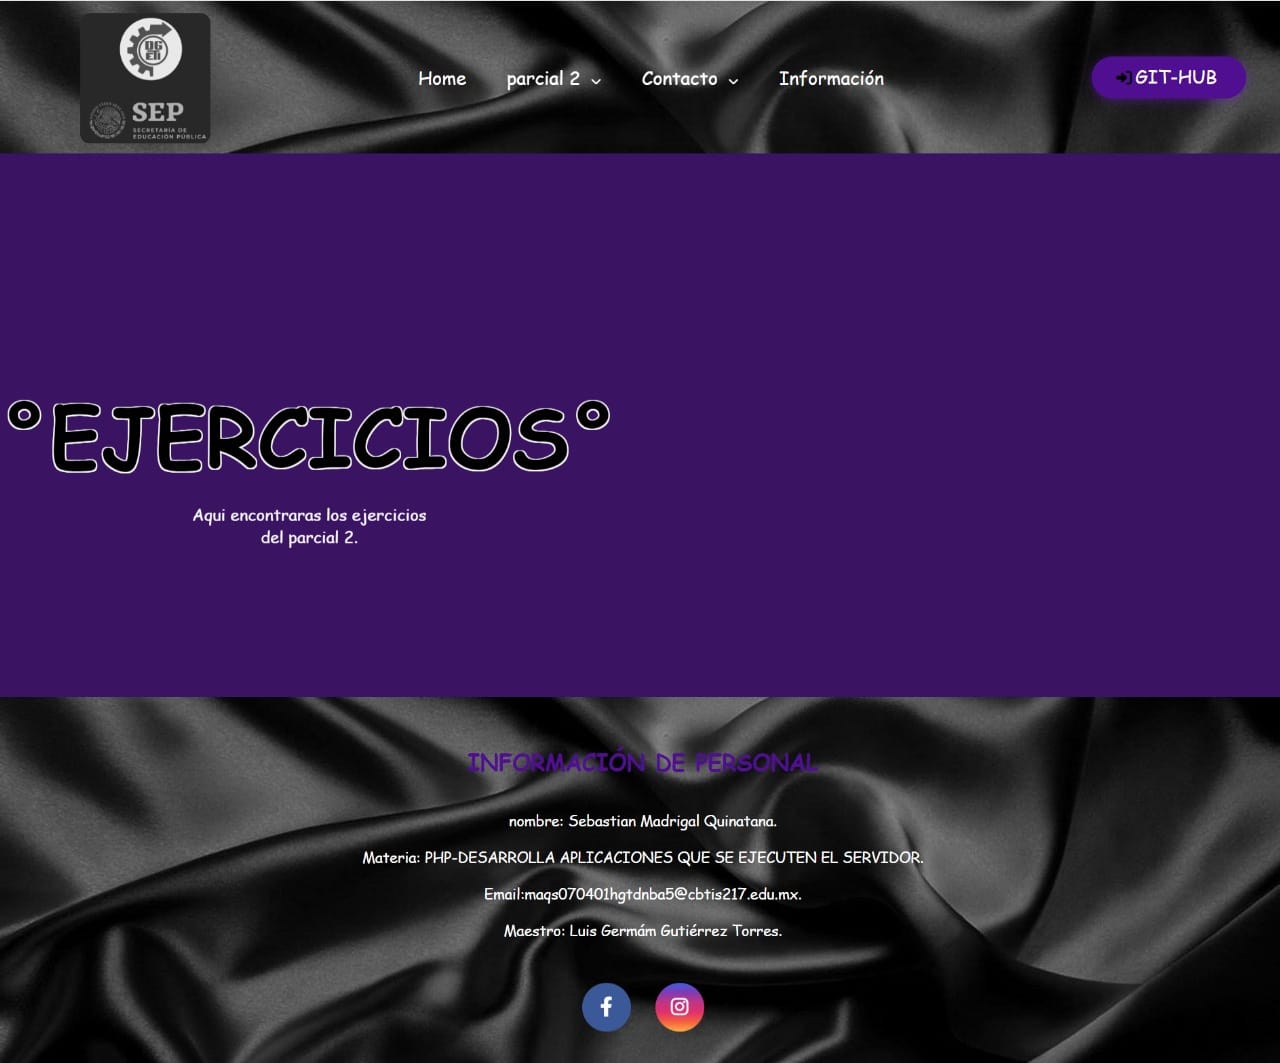 SEP
SECRETARÍA DE
EDUCACIÓN PÚBLICA
Home parcial 2 Contacto Información
GIT-HUB
°EJERCICIOS°
Aqui encontraras los ejercicios
del parcial 2.
INFORMACIÓN DE PERSONAL
nombre: Sebastian Madrigal Quinatana.
Materia: PHP-DESARROLLA APLICACIONES QUE SE EJECUTEN EL SERVIDOR.
Email:maqs070401hgtdnba5@cbtis217.edu.mx.
Maestro: Luis Germám Gutiérrez Torres.